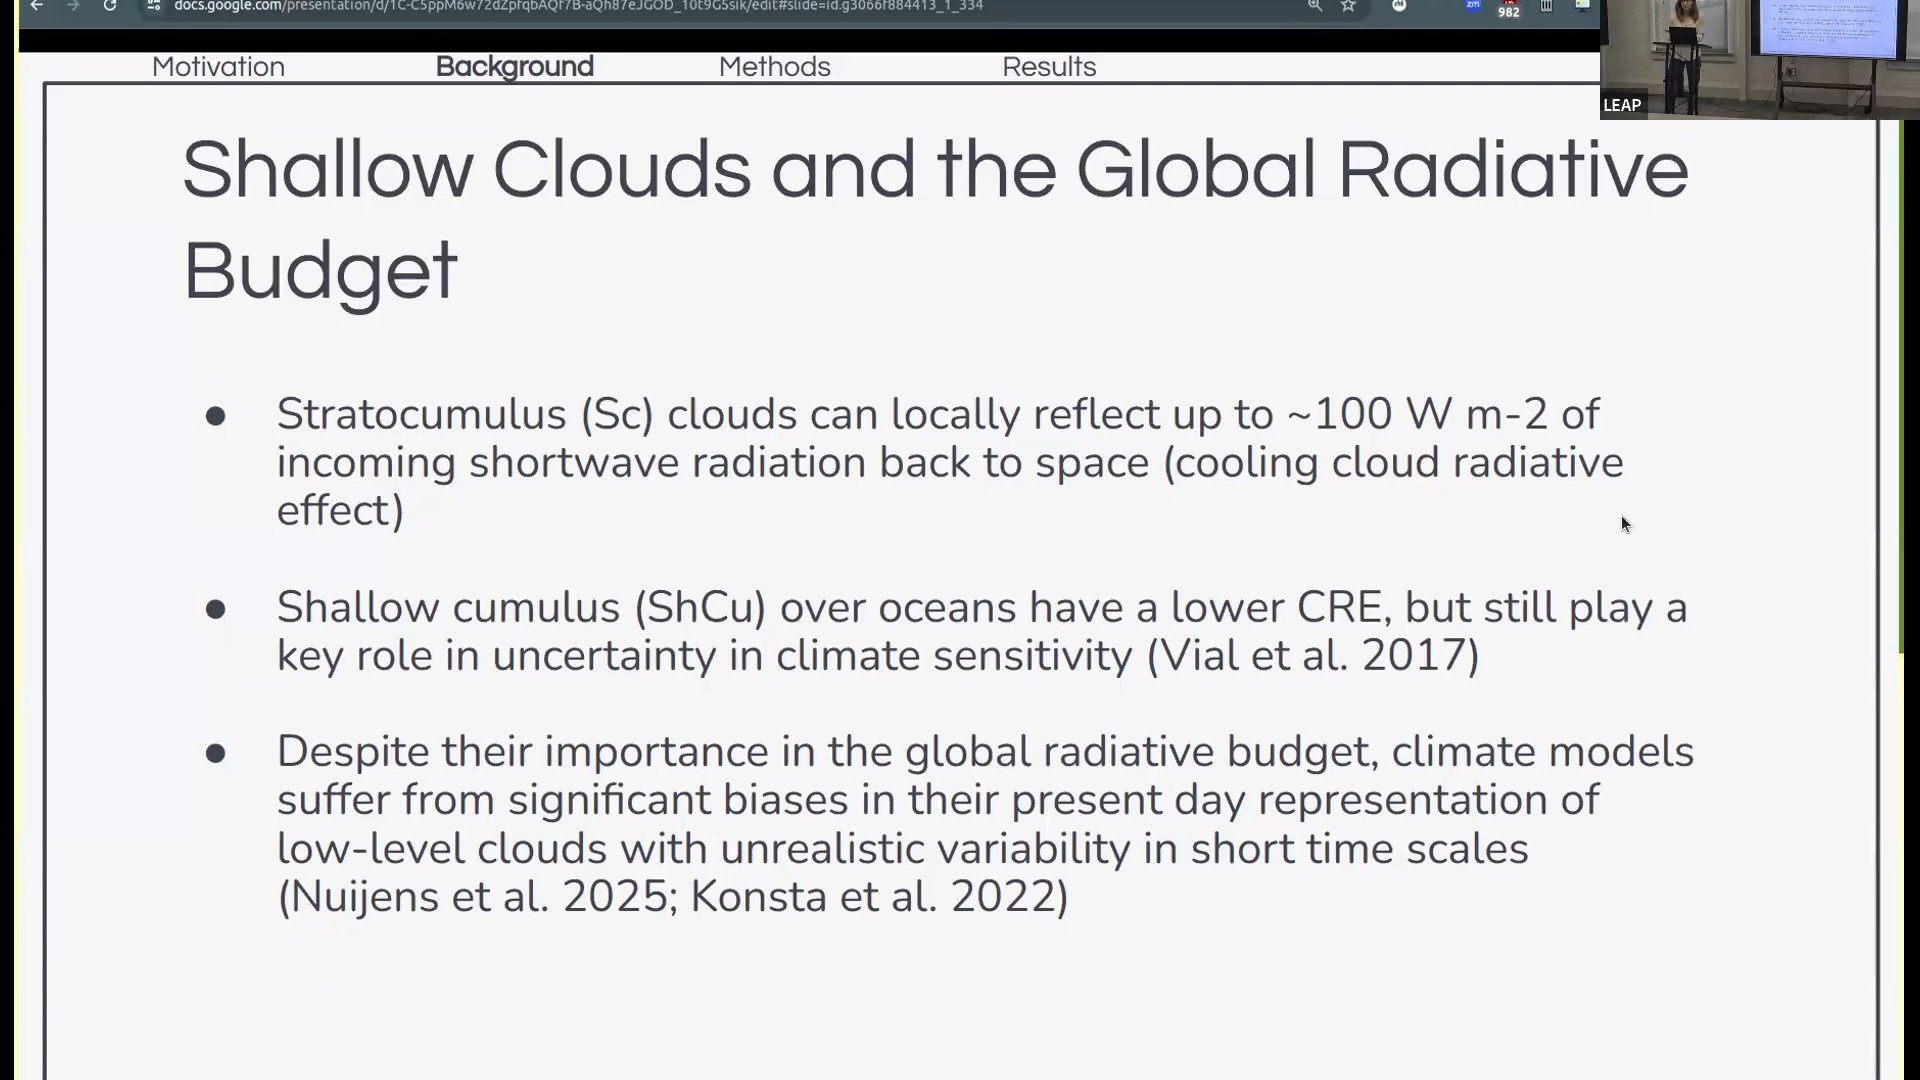 982
Motivation Background Methods Results
LEAP
Shallow Clouds and the Global Radiative
Budget
● Stratocumulus (Sc) clouds can locally reflect up to ~100 W m-2 of
incoming shortwave radiation back to space (cooling cloud radiative
effect)
● Shallow cumulus (ShCu) over oceans have a lower CRE, but still play a
key role in uncertainty in climate sensitivity (Vial et al. 2017)
● Despite their importance in the global radiative budget, climate models
suffer from significant biases in their present day representation of
low-level clouds with unrealistic variability in short time scales
(Nuijens et al. 2025; Konsta et al. 2022)